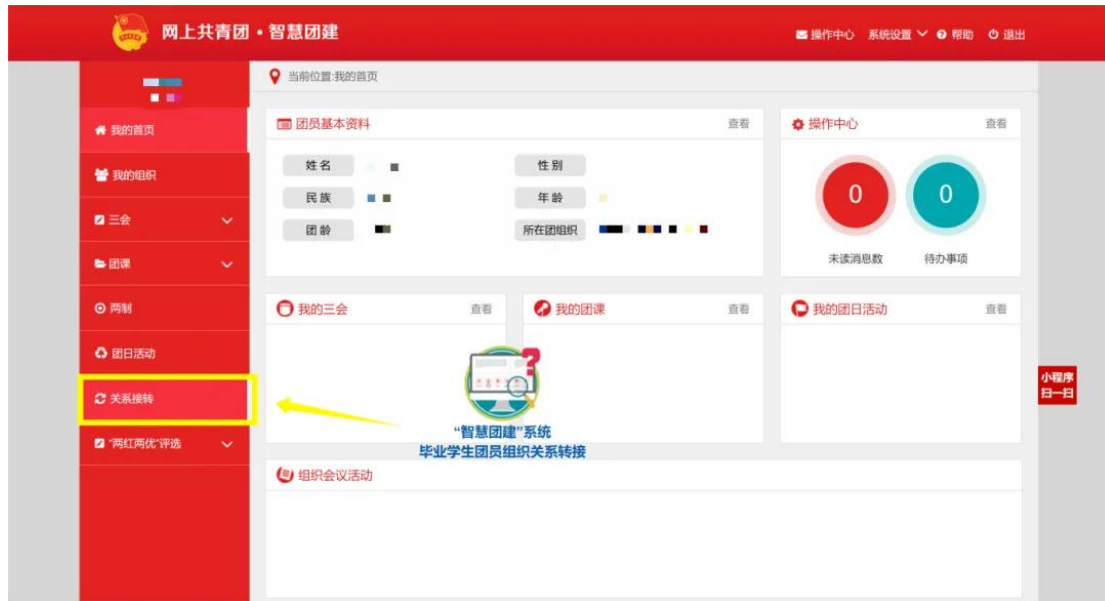 网上共青团·智慧团建
操作中心 系统设置 帮助 退出
当前位置:我的首页
我的首页
我的组织
三会
团课
两制
团日活动
关系接转
“两红两优”评选
团员基本资料 查看
姓名
性别
民族
年龄
团龄
所在团组织
操作中心 查看
0
0
未读消息数
待办事项
我的三会 查看
我的团课 查看
我的团日活动 查看
?
“智慧团建”系统
毕业学生团员组织关系转接
组织会议活动
小程序
扫一扫